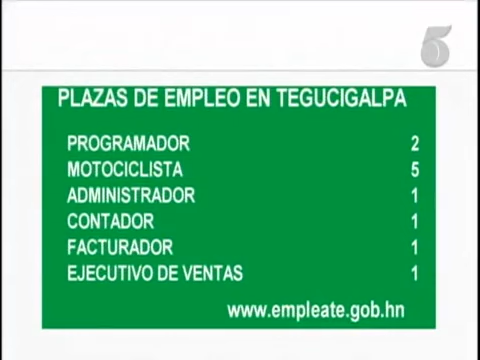 5
PLAZAS DE EMPLEO EN TEGUCIGALPA
PROGRAMADOR 2
MOTOCICLISTA 5
ADMINISTRADOR 1
CONTADOR 1
FACTURADOR 1
EJECUTIVO DE VENTAS 1
www.empleate.gob.hn